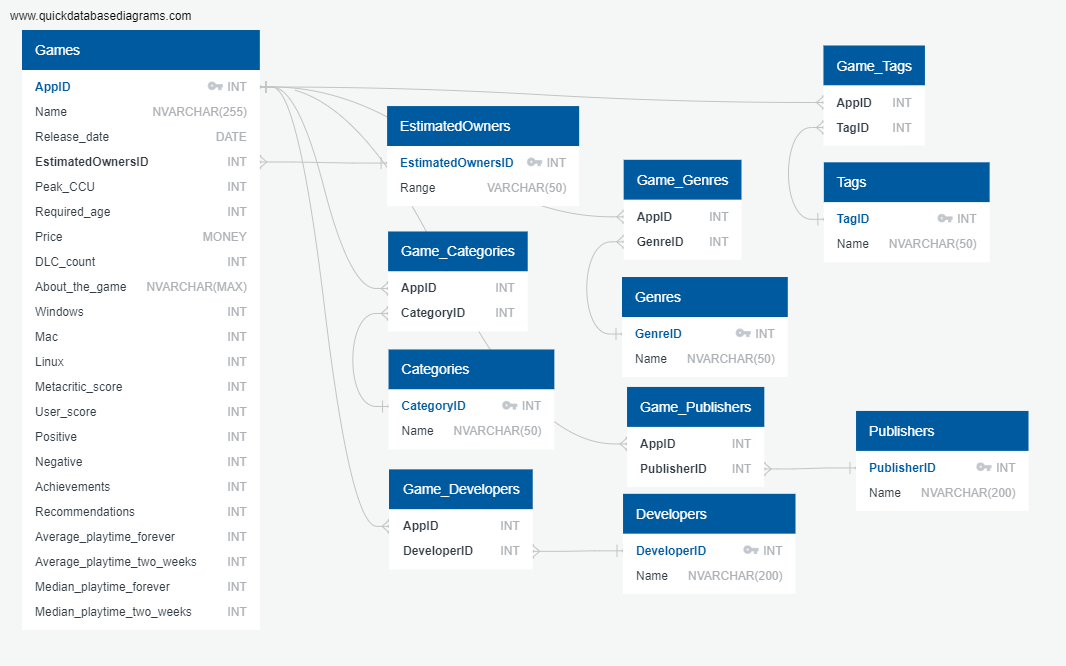 www.quickdatabasediagrams.com
Games
AppID INT
Name NVARCHAR(255)
Release_date DATE
EstimatedOwnersID INT
Peak_CCU INT
Required_age INT
Price MONEY
DLC_count INT
About_the_game NVARCHAR(MAX)
Windows INT
Mac INT
Linux INT
Metacritic_score INT
User_score INT
Positive INT
Negative INT
Achievements INT
Recommendations INT
Average_playtime_forever INT
Average_playtime_two_weeks INT
Median_playtime_forever INT
Median_playtime_two_weeks INT
EstimatedOwners
EstimatedOwnersID INT
Range VARCHAR(50)
Game_Categories
AppID INT
CategoryID INT
Categories
CategoryID INT
Name NVARCHAR(50)
Game_Developers
AppID INT
DeveloperID INT
Game_Genres
AppID INT
GenreID INT
Genres
GenreID INT
Name NVARCHAR(50)
Game_Publishers
AppID INT
PublisherID INT
Developers
DeveloperID INT
Name NVARCHAR(200)
Game_Tags
AppID INT
TagID INT
Tags
TagID INT
Name NVARCHAR(50)
Publishers
PublisherID INT
Name NVARCHAR(200)